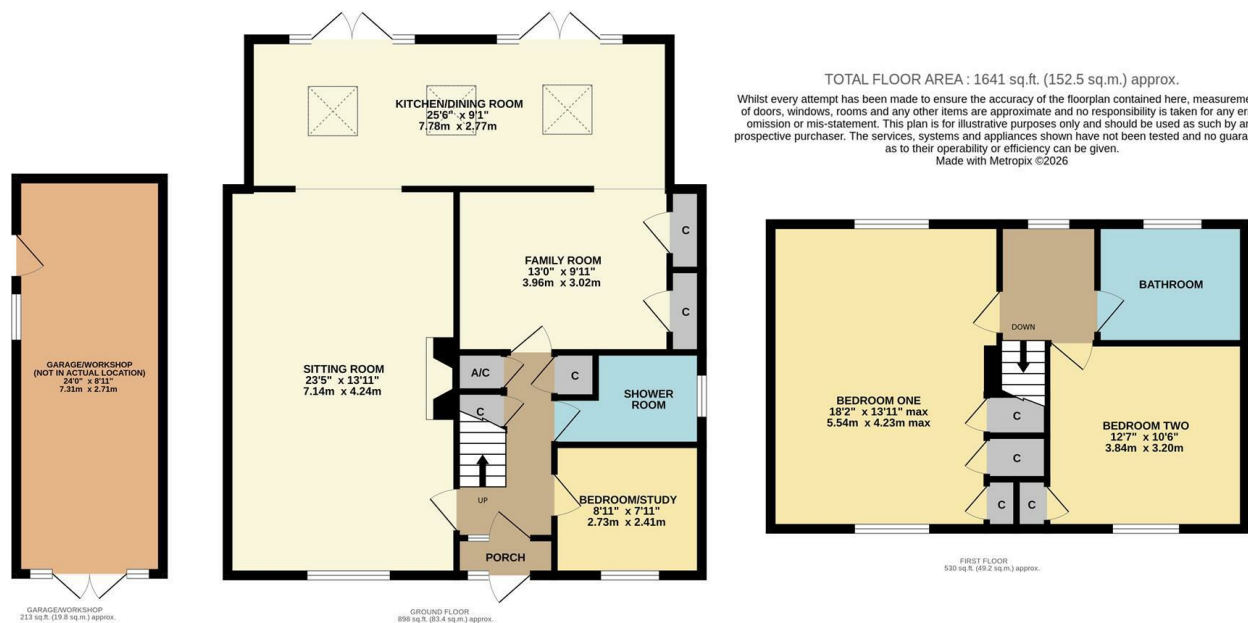 TOTAL FLOOR AREA : 1641 sq.ft. (152.5 sq.m.) approx.
Whilst every attempt has been made to ensure the accuracy of the floorplan contained here, measureme
of doors, windows, rooms and any other items are approximate and no responsibility is taken for any err
omission or mis-statement. This plan is for illustrative purposes only and should be used as such by an
prospective purchaser. The services, systems and appliances shown have not been tested and no guara
as to their operability or efficiency can be given.
Made with Metropix ©2026
KITCHEN/DINING ROOM
25'6" x 9'1"
7.78m x 2.77m
C
FAMILY ROOM
13'0" x 9'11"
3.96m x 3.02m
C
GARAGE/WORKSHOP
(NOT IN ACTUAL LOCATION)
24'0" x 8'11"
7.31m x 2.71m
SITTING ROOM
23'5" x 13'11"
7.14m x 4.24m
A/C
C
C
SHOWER
ROOM
UP
BEDROOM/STUDY
8'11" x 7'11"
2.73m x 2.41m
PORCH
GARAGE/WORKSHOP
213 sq.ft. (19.8 sq.m.) approx.
GROUND FLOOR
898 sq.ft. (83.4 sq.m.) approx.
BATHROOM
DOWN
BEDROOM ONE
18'2" x 13'11" max
5.54m x 4.23m max
C
C
C
C
BEDROOM TWO
12'7" x 10'6"
3.84m x 3.20m
FIRST FLOOR
530 sq.ft. (49.2 sq.m.) approx.